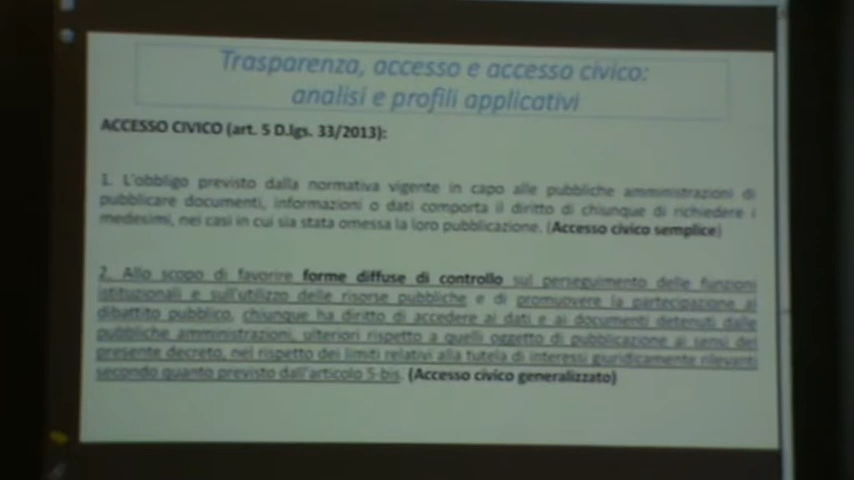 Trasparenza, accesso e accesso civico:
analisi e profili applicativi
ACCESSO CIVICO (art. 5 D.lgs. 33/2013):
1. L'obbligo previsto dalla normativa vigente in capo alle pubbliche amministrazioni di
pubblicare documenti, informazioni o dati comporta il diritto di chiunque di richiedere i
medesimi, nei casi in cui sia stata omessa la loro pubblicazione. (Accesso civico semplice)
2. Allo scopo di favorire forme diffuse di controllo sul perseguimento delle funzioni
istituzionali e sull'utilizzo delle risorse pubbliche e di promuovere la partecipazione al
dibattito pubblico, chiunque ha diritto di accedere ai dati e ai documenti detenuti dalle
pubbliche amministrazioni, ulteriori rispetto a quelli oggetto di pubblicazione ai sensi del
presente decreto, nel rispetto dei limiti relativi alla tutela di interessi giuridicamente rilevanti
secondo quanto previsto dall'articolo 5-bis. (Accesso civico generalizzato)